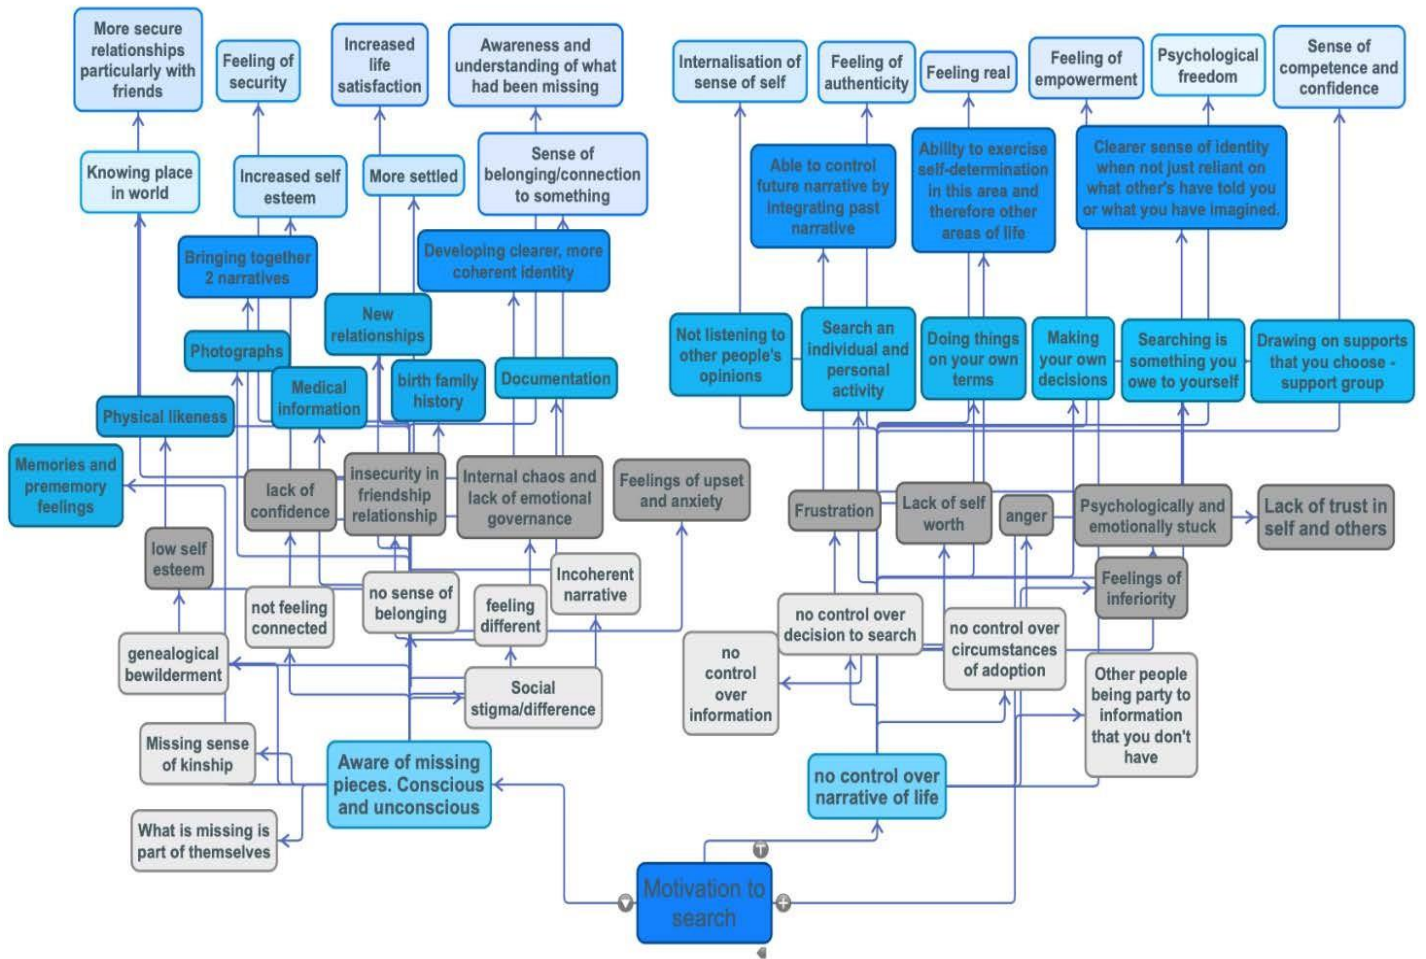 More secure
relationships
particularly with
friends
Feeling of
security
Increased
life
satisfaction
Awareness and
understanding of what
had been missing
Internalisation of
sense of self
Feeling of
authenticity
Feeling real
Feeling of
empowerment
Psychological
freedom
Sense of
competence and
confidence
Knowing place
in world
Increased self
esteem
More settled
Sense of
belonging/connection
to something
Able to control
future narrative by
integrating past
narrative
Ability to exercise
self-determination
in this area and
therefore other
areas of life
Clearer sense of identity
when not just reliant on
what other's have told you
or what you have imagined.
Bringing together
2 narratives
Developing clearer, more
coherent identity
New
relationships
Photographs
Medical
information
birth family
history
Documentation
Physical likeness
Memories and
prememory
feelings
Not listening to
other people's
opinions
Search an
individual and
personal
activity
Doing things
on your own
terms
Making
your own
decisions
Searching is
something you
owe to yourself
Drawing on supports
that you choose -
support group
lack of
confidence
insecurity in
friendship
relationship
Internal chaos and
lack of emotional
governance
Feelings of upset
and anxiety
Frustration
Lack of self
worth
anger
Psychologically and
emotionally stuck
Lack of trust in
self and others
low self
esteem
Feelings of
inferiority
not feeling
connected
no sense of
belonging
feeling
different
Incoherent
narrative
genealogical
bewilderment
Social
stigma/difference
no
control
over
information
no control over
decision to search
no control over
circumstances
of adoption
Other people
being party to
information
that you don't
have
Missing sense
of kinship
Aware of missing
pieces. Conscious
and unconscious
no control over
narrative of life
What is missing is
part of themselves
Motivation to
search